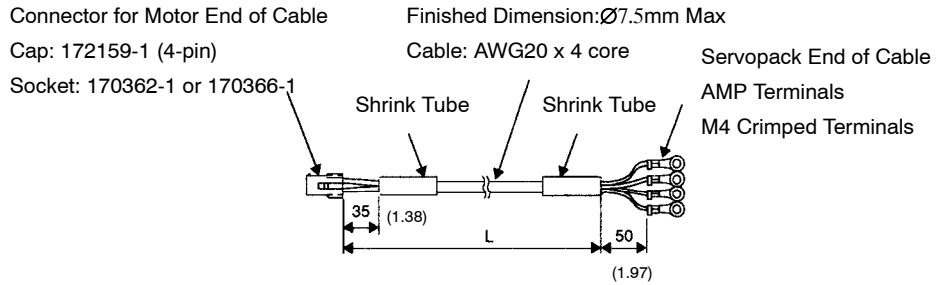 Connector for Motor End of Cable
Cap: 172159-1 (4-pin)
Socket: 170362-1 or 170366-1
Finished Dimension:Ø7.5mm Max
Cable: AWG20 x 4 core
Servopack End of Cable
AMP Terminals
M4 Crimped Terminals
Shrink Tube
Shrink Tube
35
(1.38)
L
50
(1.97)